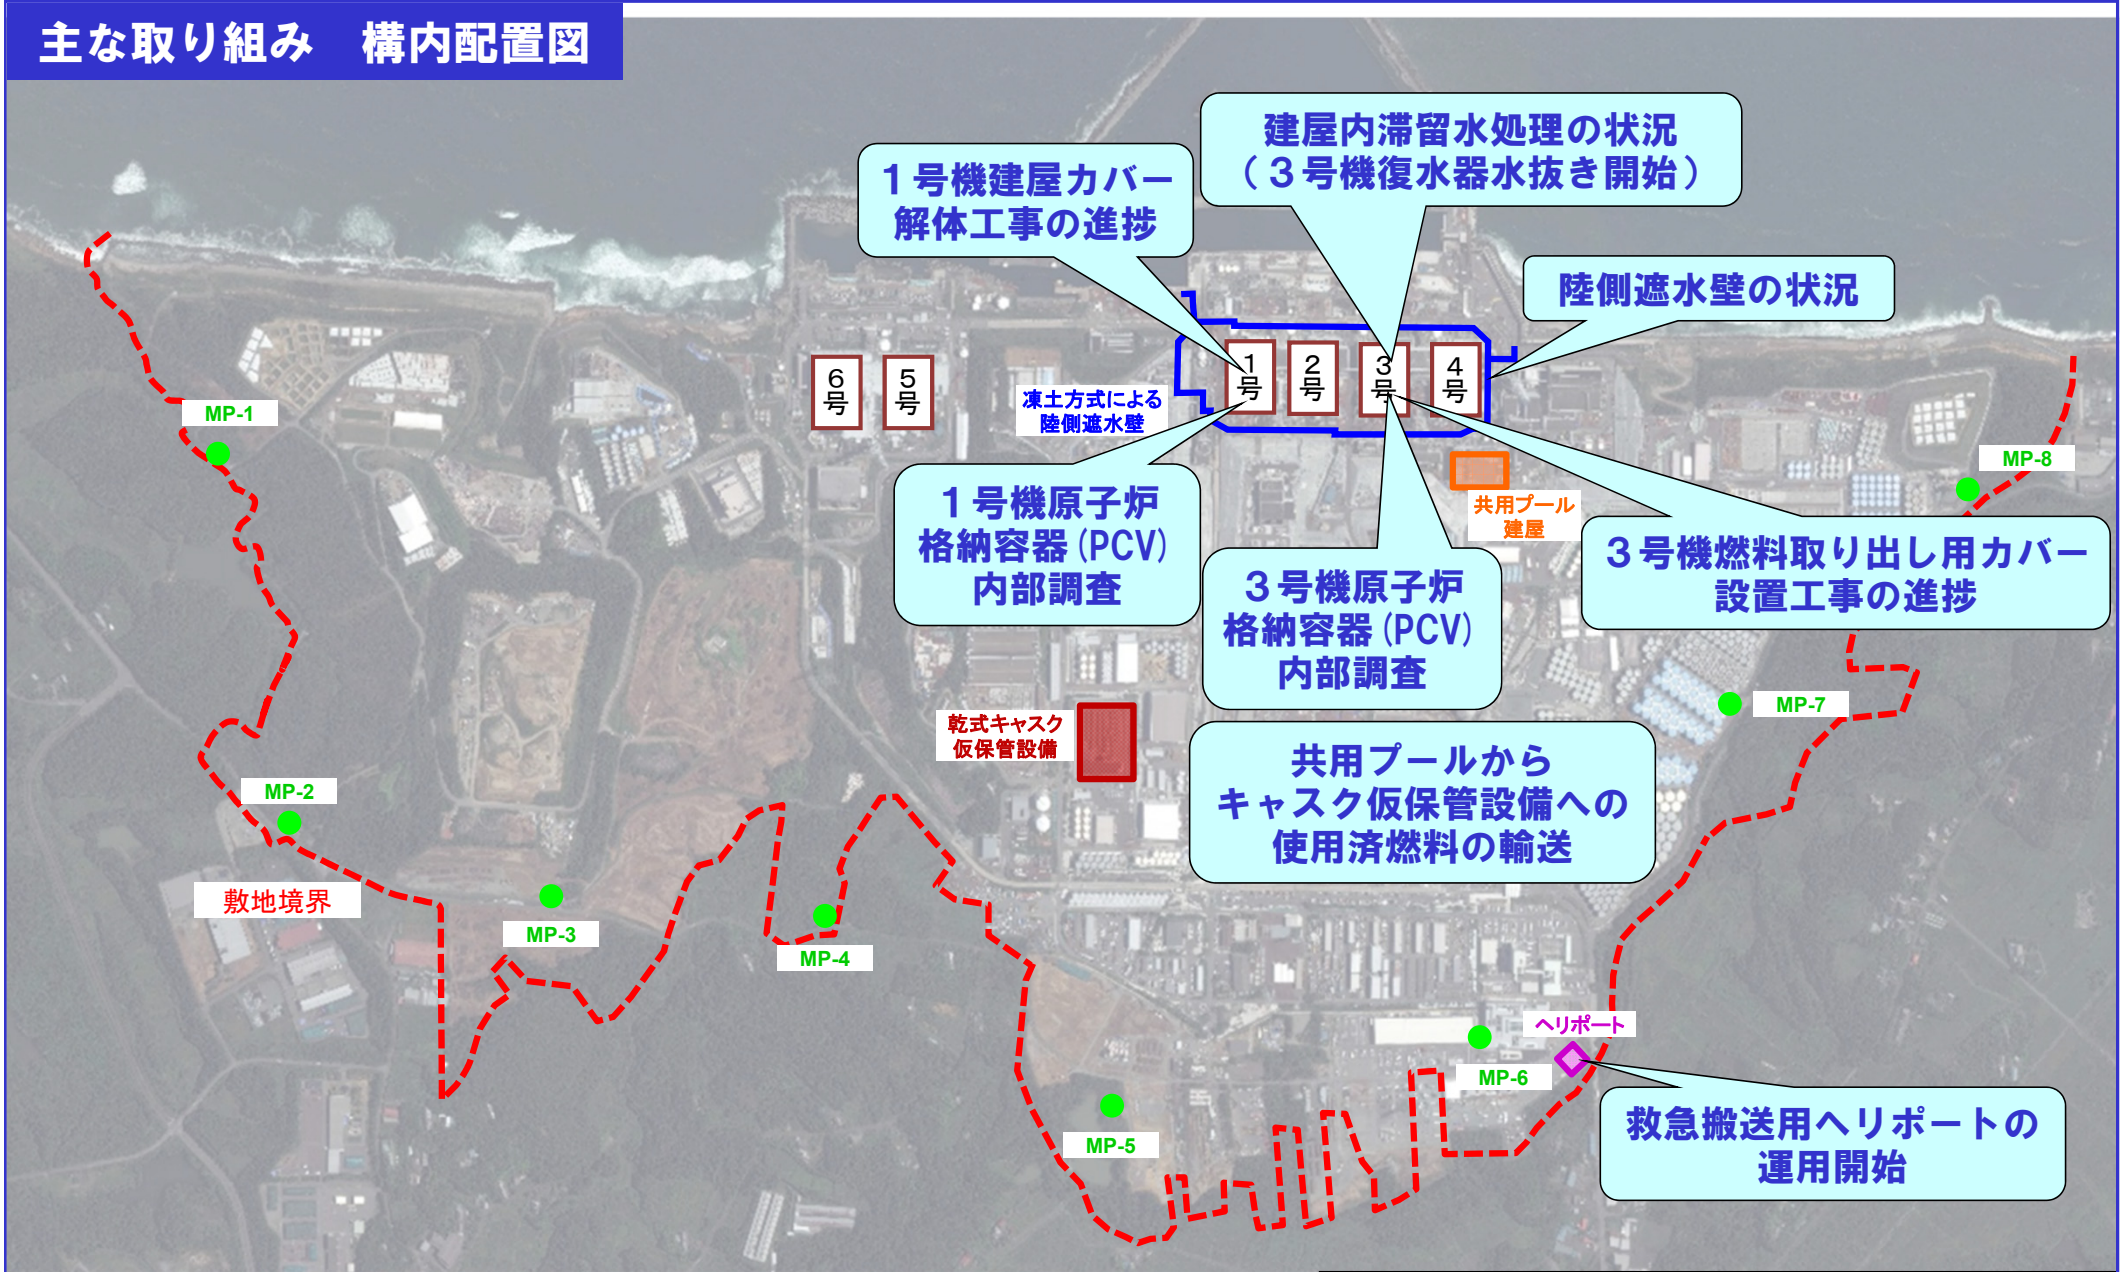 主な取り組み　構内配置図
建屋内滞留水処理の状況
（３号機復水器水抜き開始）
１号機建屋カバー
解体工事の進捗
陸側遮水壁の状況
6号
5号
1号
2号
3号
4号
凍土方式による
陸側遮水壁
MP-1
MP-8
共用プール
建屋
１号機原子炉
格納容器(PCV)
内部調査
３号機原子炉
格納容器(PCV)
内部調査
３号機燃料取り出し用カバー
設置工事の進捗
MP-7
乾式キャスク
仮保管設備
共用プールから
キャスク仮保管設備への
使用済燃料の輸送
MP-2
敷地境界
MP-3
MP-4
ヘリポート
MP-6
MP-5
救急搬送用ヘリポートの
運用開始